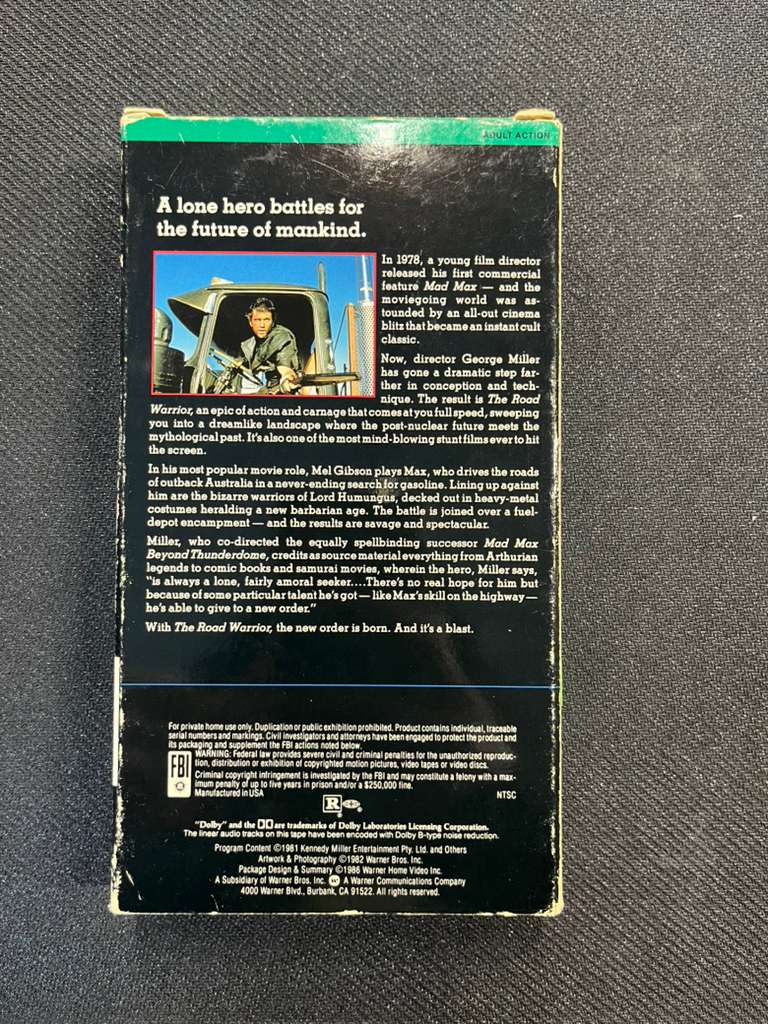 ADULT ACTION
A lone hero battles for
the future of mankind.
In 1978, a young film director
released his first commercial
feature Mad Max — and the
moviegoing world was as-
tounded by an all-out cinema
blitz that became an instant cult
classic.
Now, director George Miller
has gone a dramatic step far-
ther in conception and tech-
nique. The result is The Road
Warrior, an epic of action and carnage that comes at you full speed, sweeping
you into a dreamlike landscape where the post-nuclear future meets the
mythological past. It's also one of the most mind-blowing stunt films ever to hit
the screen.
In his most popular movie role, Mel Gibson plays Max, who drives the roads
of outback Australia in a never-ending search for gasoline. Lining up against
him are the bizarre warriors of Lord Humungus, decked out in heavy-metal
costumes heralding a new barbarian age. The battle is joined over a fuel-
depot encampment — and the results are savage and spectacular.
Miller, who co-directed the equally spellbinding successor Mad Max
Beyond Thunderdome, credits as source material everything from Arthurian
legends to comic books and samurai movies, wherein the hero, Miller says,
"is always a lone, fairly amoral seeker....There's no real hope for him but
because of some particular talent he's got — like Max's skill on the highway —
he's able to give to a new order."
With The Road Warrior, the new order is born. And it's a blast.
For private home use only. Duplication or public exhibition prohibited. Product contains individual, traceable
serial numbers and markings. Civil investigators and attorneys have been engaged to protect the product and
its packaging and supplement the FBI actions noted below.
FBI
WARNING: Federal law provides severe civil and criminal penalties for the unauthorized reproduc-
tion, distribution or exhibition of copyrighted motion pictures, video tapes or video discs.
Criminal copyright infringement is investigated by the FBI and may constitute a felony with a max-
imum penalty of up to five years in prison and/or a $250,000 fine.
Manufactured in USA NTSC
R
"Dolby" and the DD are trademarks of Dolby Laboratories Licensing Corporation.
The linear audio tracks on this tape have been encoded with Dolby B-type noise reduction.
Program Content ©1981 Kennedy Miller Entertainment Pty. Ltd. and Others
Artwork & Photography ©1982 Warner Bros. Inc.
Package Design & Summary ©1986 Warner Home Video Inc.
A Subsidiary of Warner Bros. Inc. A Warner Communications Company
4000 Warner Blvd., Burbank, CA 91522. All rights reserved.